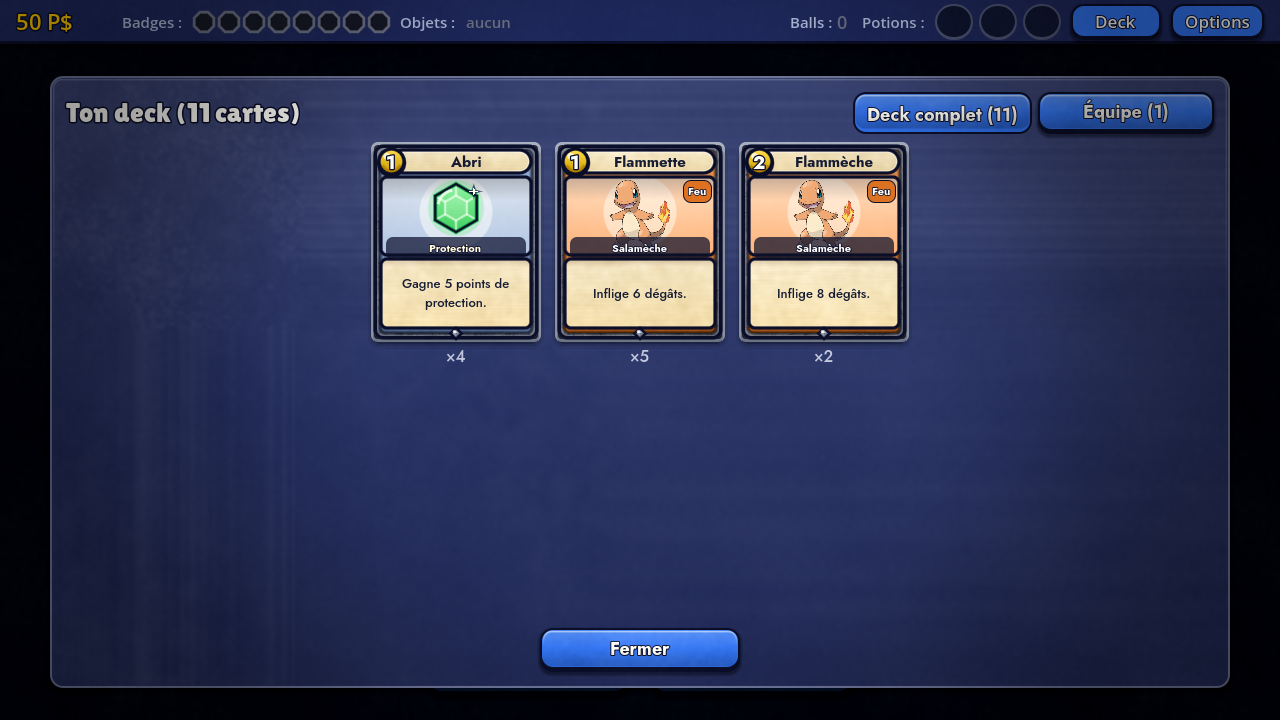 50 P$
Badges :
Objets : aucun
Balls : 0
Potions :
Deck
Options
Ton deck (11 cartes)
Deck complet (11)
Équipe (1)
1
Abri
Protection
Gagne 5 points de
protection.
×4
1
Flammette
Feu
Salamèche
Inflige 6 dégâts.
×5
2
Flammèche
Feu
Salamèche
Inflige 8 dégâts.
×2
Fermer